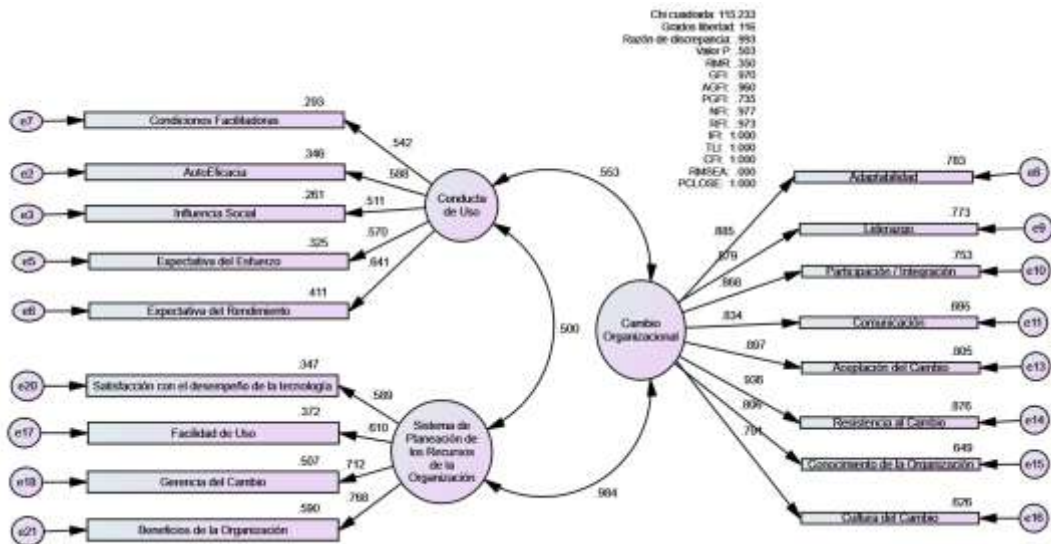 Chi cuadrada: 115.233
Grados libertad: 116
Razón de discrepancia: .993
Valor P: .503
RMR: .350
GFI: .970
AGFI: .960
PGFI: .735
NFI: .977
RFI: .973
IFI: 1.000
TLI: 1.000
CFI: 1.000
RMSEA: .000
PCLOSE: 1.000
.293
e7
Condiciones Facilitadoras
.542
.346
e2
AutoEficacia
.588
.261
e3
Influencia Social
.511
.325
e5
Expectativa del Esfuerzo
.570
.411
e6
Expectativa del Rendimiento
.641
Conducta
de Uso
.553
.500
.984
.347
e20
Satisfacción con el desempeño de la tecnología
.589
.372
e17
Facilidad de Uso
.610
.507
Gerencia del Cambio
.712
.590
e21
Beneficios de la Organización
.768
Sistema de
Planeación de
los Recursos
de la
Organización
Cambio
Organizacional
.783
Adaptabilidad
.885
.773
Liderazgo
e9
.879
.753
Participación / Integración
e10
.868
.695
Comunicación
e11
.834
.805
Aceptación del Cambio
e13
.897
.876
Resistencia al Cambio
e14
.936
.649
Conocimiento de la Organización
e15
.806
.626
Cultura del Cambio
e16
.791